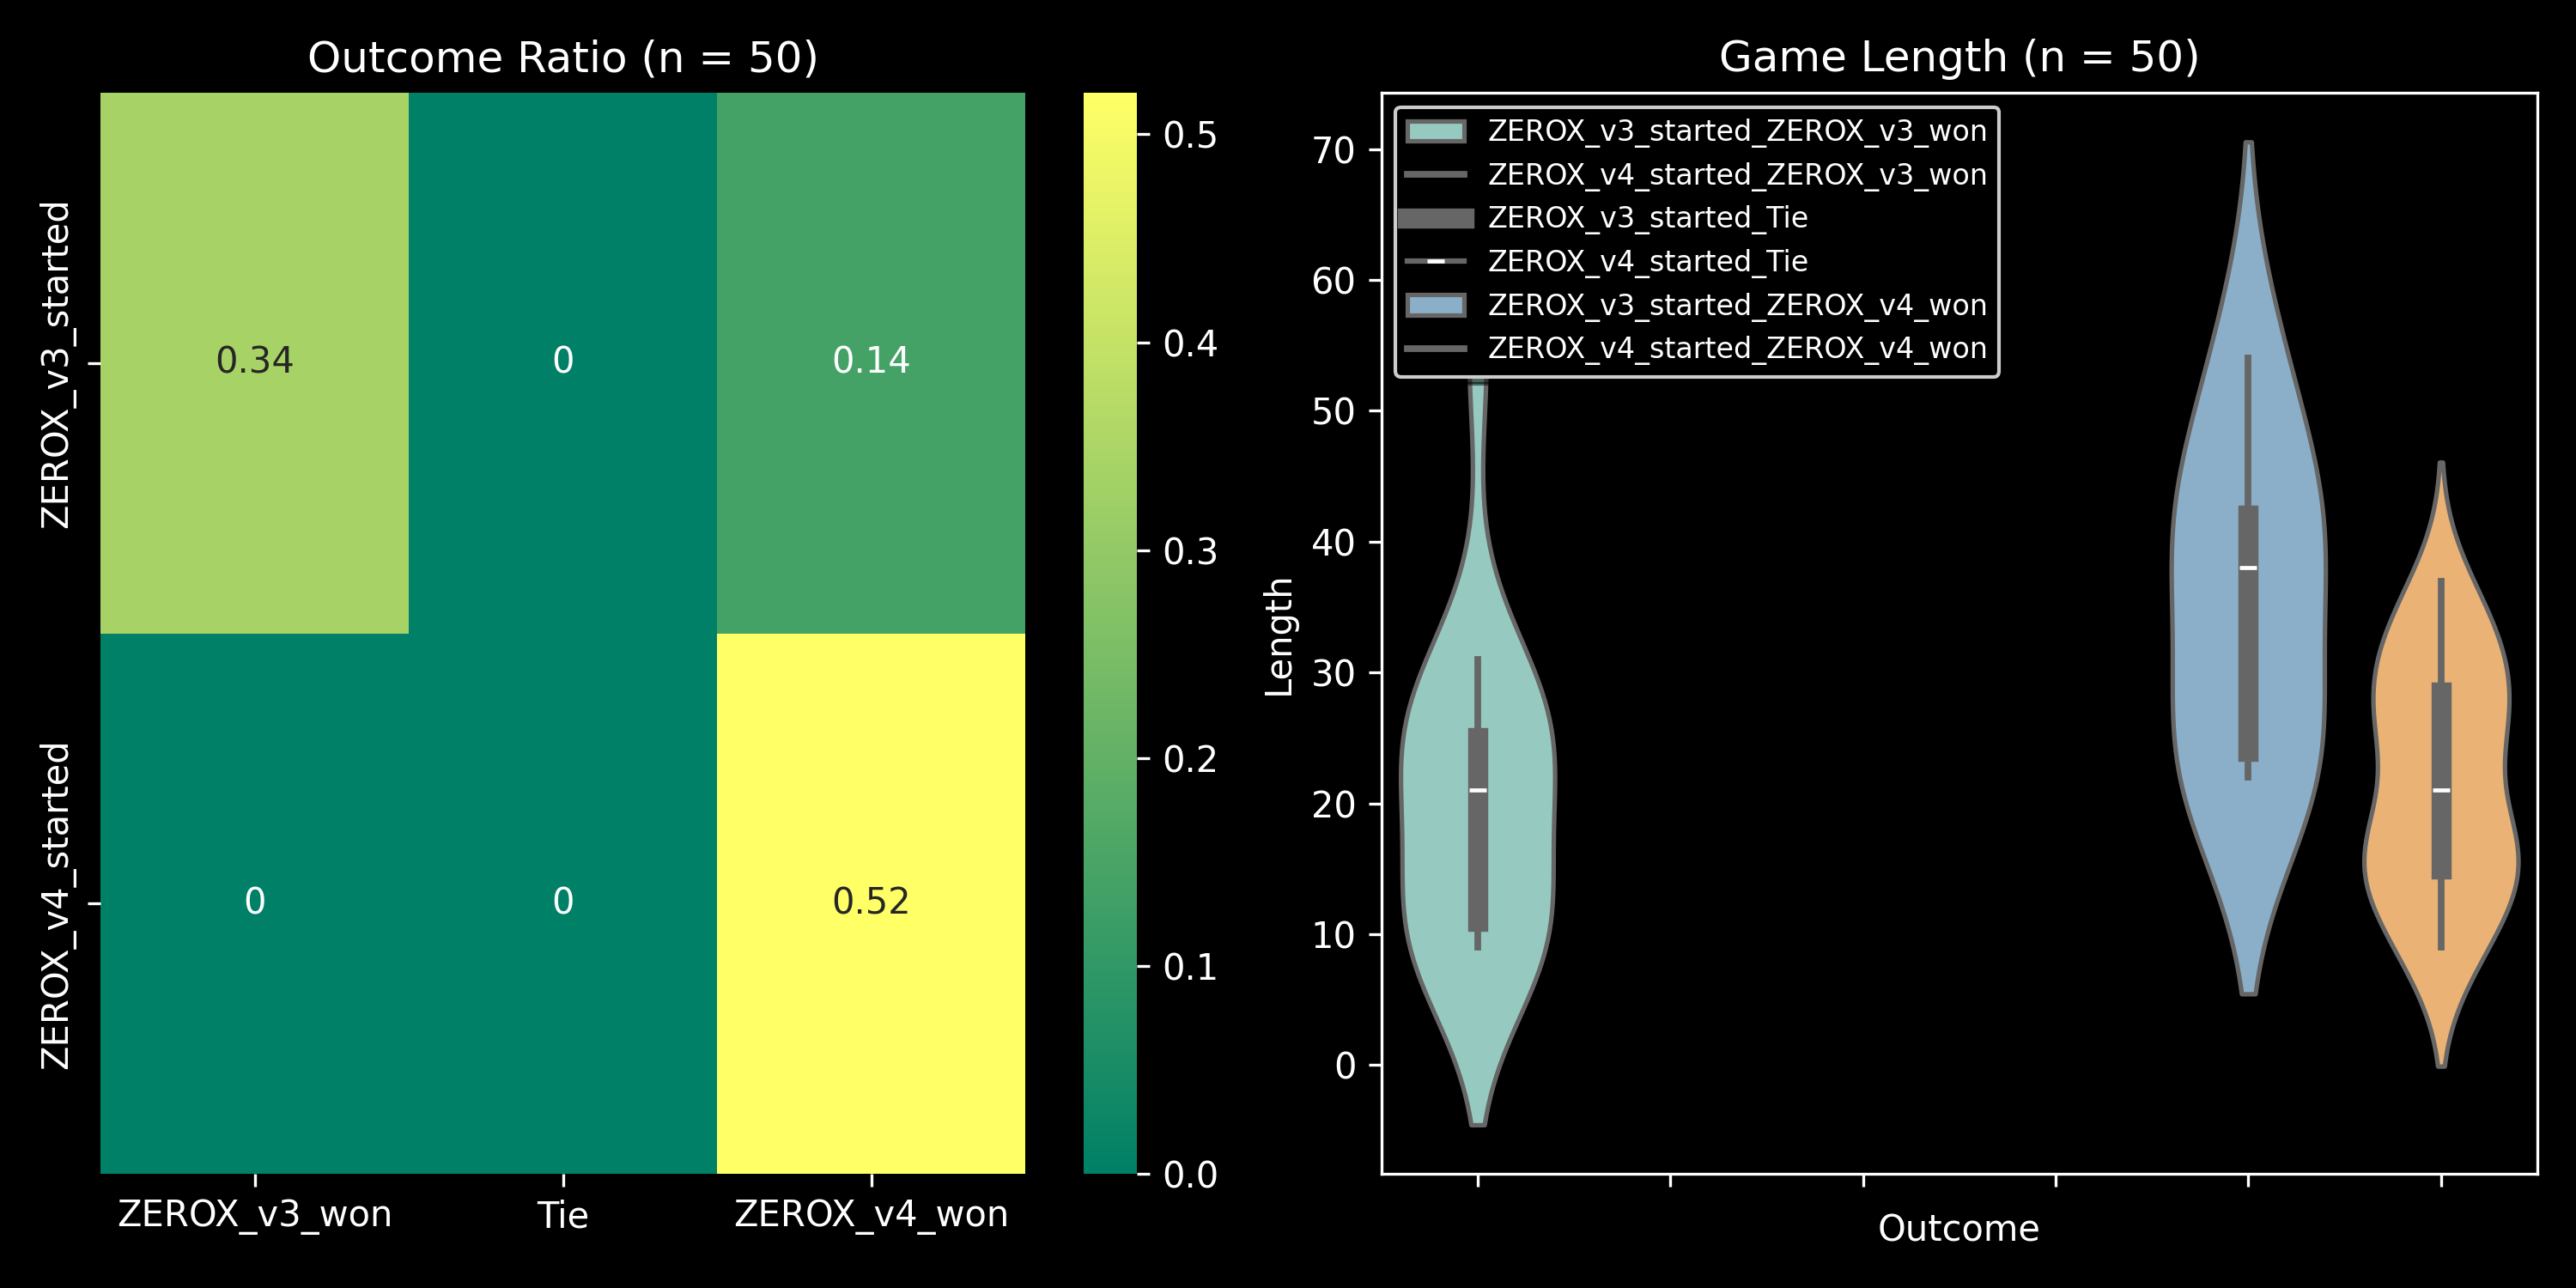 Outcome Ratio (n = 50)
ZEROX_v3_started
ZEROX_v4_started
0.34
0
0.14
0
0
0.52
ZEROX_v3_won
Tie
ZEROX_v4_won
0.5
0.4
0.3
0.2
0.1
0.0
Game Length (n = 50)
ZEROX_v3_started_ZEROX_v3_won
ZEROX_v4_started_ZEROX_v3_won
ZEROX_v3_started_Tie
ZEROX_v4_started_Tie
ZEROX_v3_started_ZEROX_v4_won
ZEROX_v4_started_ZEROX_v4_won
Length
70
60
50
40
30
20
10
0
Outcome